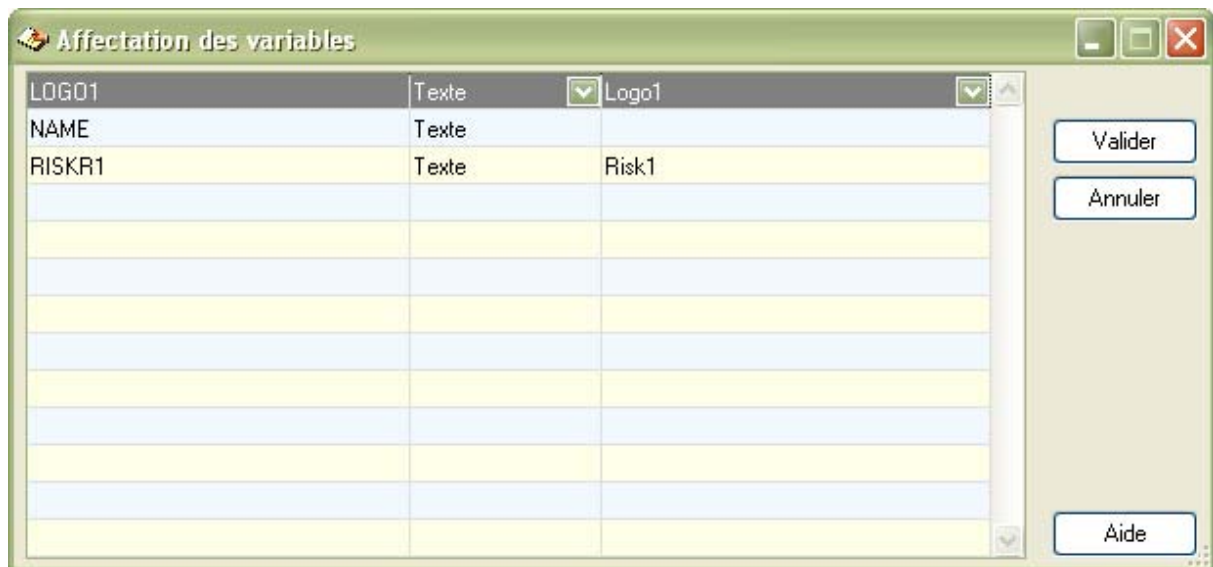 Affectation des variables
LOGO1 Texte Logo1
NAME Texte
RISKR1 Texte Risk1
Valider
Annuler
Aide